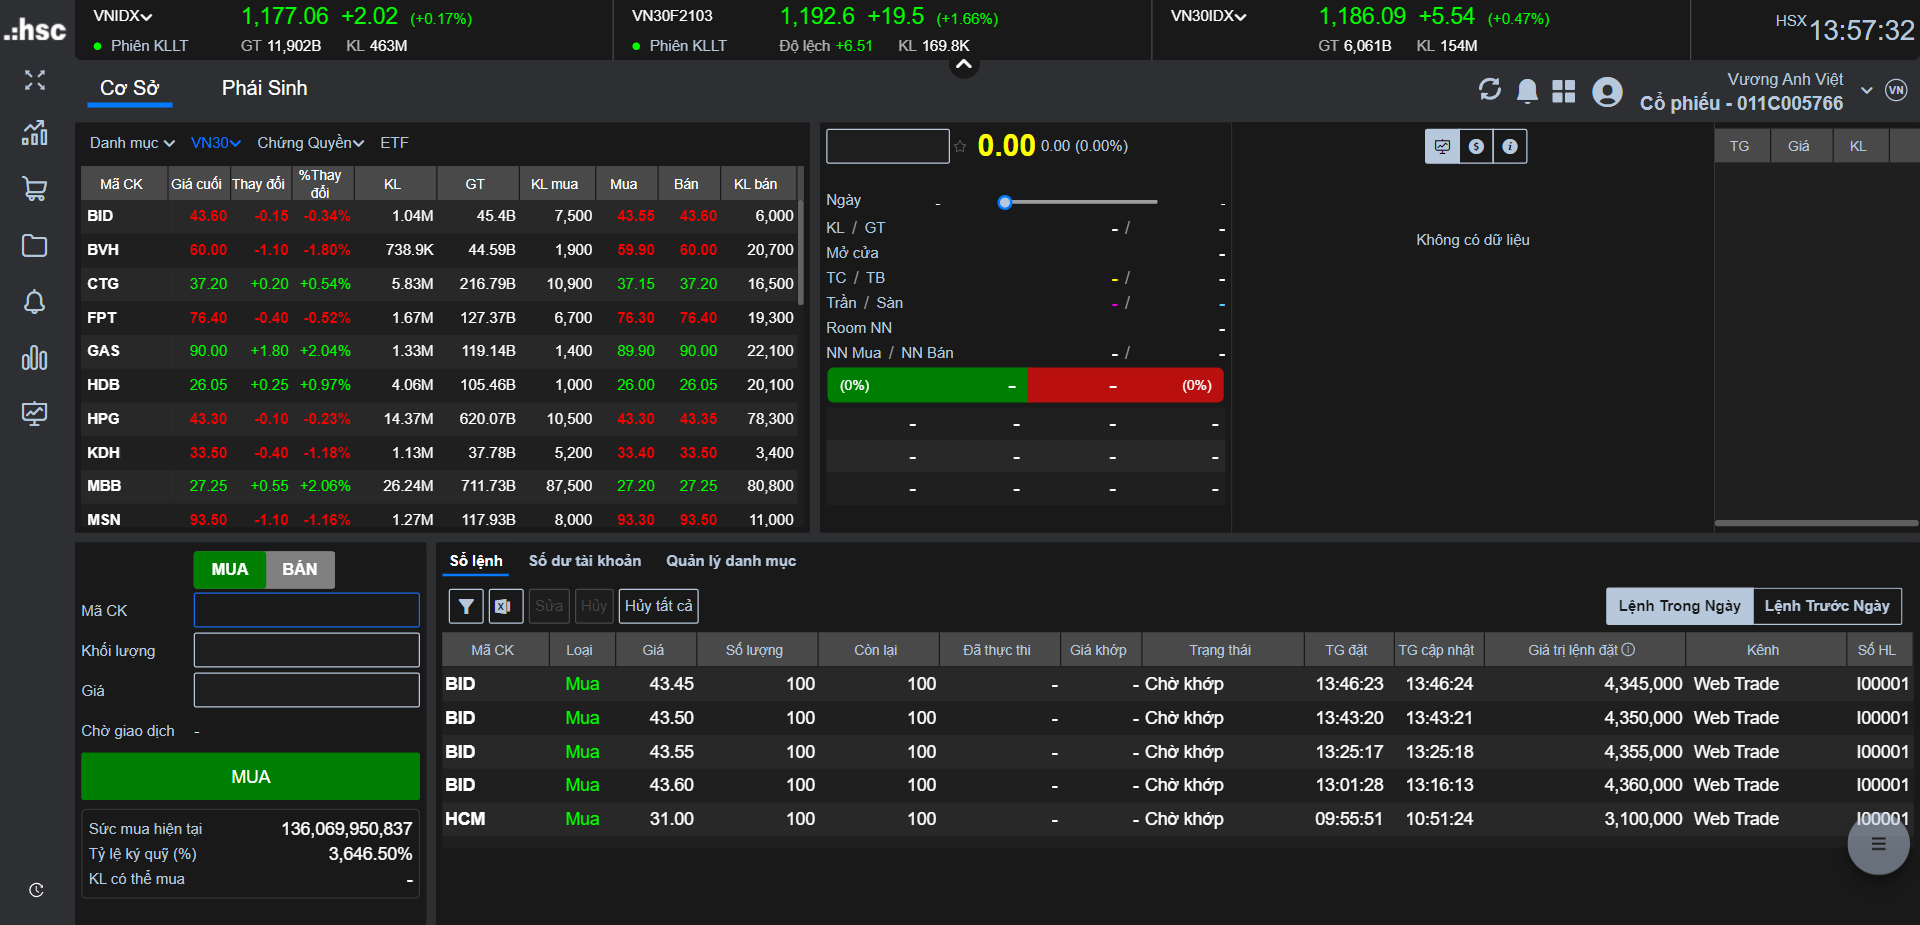 .:hsc
VNIDX 1,177.06 +2.02 (+0.17%)
Phiên KLLT GT 11,902B KL 463M
VN30F2103 1,192.6 +19.5 (+1.66%)
Phiên KLLT Độ lệch +6.51 KL 169.8K
VN30IDX 1,186.09 +5.54 (+0.47%)
GT 6,061B KL 154M
HSX 13:57:32
Cơ Sở Phái Sinh
Vương Anh Việt
Cổ phiếu - 011C005766
VN
Danh mục VN30 Chứng Quyền ETF
Mã CK Giá cuối Thay đổi %Thay đổi KL GT KL mua Mua Bán KL bán
BID 43.60 -0.15 -0.34% 1.04M 45.4B 7,500 43.55 43.60 6,000
BVH 60.00 -1.10 -1.80% 738.9K 44.59B 1,900 59.90 60.00 20,700
CTG 37.20 +0.20 +0.54% 5.83M 216.79B 10,900 37.15 37.20 16,500
FPT 76.40 -0.40 -0.52% 1.67M 127.37B 6,700 76.30 76.40 19,300
GAS 90.00 +1.80 +2.04% 1.33M 119.14B 1,400 89.90 90.00 22,100
HDB 26.05 +0.25 +0.97% 4.06M 105.46B 1,000 26.00 26.05 20,100
HPG 43.30 -0.10 -0.23% 14.37M 620.07B 10,500 43.30 43.35 78,300
KDH 33.50 -0.40 -1.18% 1.13M 37.78B 5,200 33.40 33.50 3,400
MBB 27.25 +0.55 +2.06% 26.24M 711.73B 87,500 27.20 27.25 80,800
MSN 93.50 -1.10 -1.16% 1.27M 117.93B 8,000 93.30 93.50 11,000
0.00 0.00 (0.00%)
Ngày - -
KL / GT - / -
Mở cửa -
TC / TB - / -
Trần / Sàn - / -
Room NN -
NN Mua / NN Bán - / -
(0%) - - (0%)
- - - -
- - - -
- - - -
Không có dữ liệu
TG Giá KL
MUA BÁN
Mã CK
Khối lượng
Giá
Chờ giao dịch -
MUA
Sức mua hiện tại 136,069,950,837
Tỷ lệ ký quỹ (%) 3,646.50%
KL có thể mua -
Sổ lệnh Số dư tài khoản Quản lý danh mục
Sửa Hủy Hủy tất cả
Lệnh Trong Ngày Lệnh Trước Ngày
Mã CK Loại Giá Số lượng Còn lại Đã thực thi Giá khớp Trạng thái TG đặt TG cập nhật Giá trị lệnh đặt Kênh Số HL
BID Mua 43.45 100 100 - - Chờ khớp 13:46:23 13:46:24 4,345,000 Web Trade I00001
BID Mua 43.50 100 100 - - Chờ khớp 13:43:20 13:43:21 4,350,000 Web Trade I00001
BID Mua 43.55 100 100 - - Chờ khớp 13:25:17 13:25:18 4,355,000 Web Trade I00001
BID Mua 43.60 100 100 - - Chờ khớp 13:01:28 13:16:13 4,360,000 Web Trade I00001
HCM Mua 31.00 100 100 - - Chờ khớp 09:55:51 10:51:24 3,100,000 Web Trade I00001